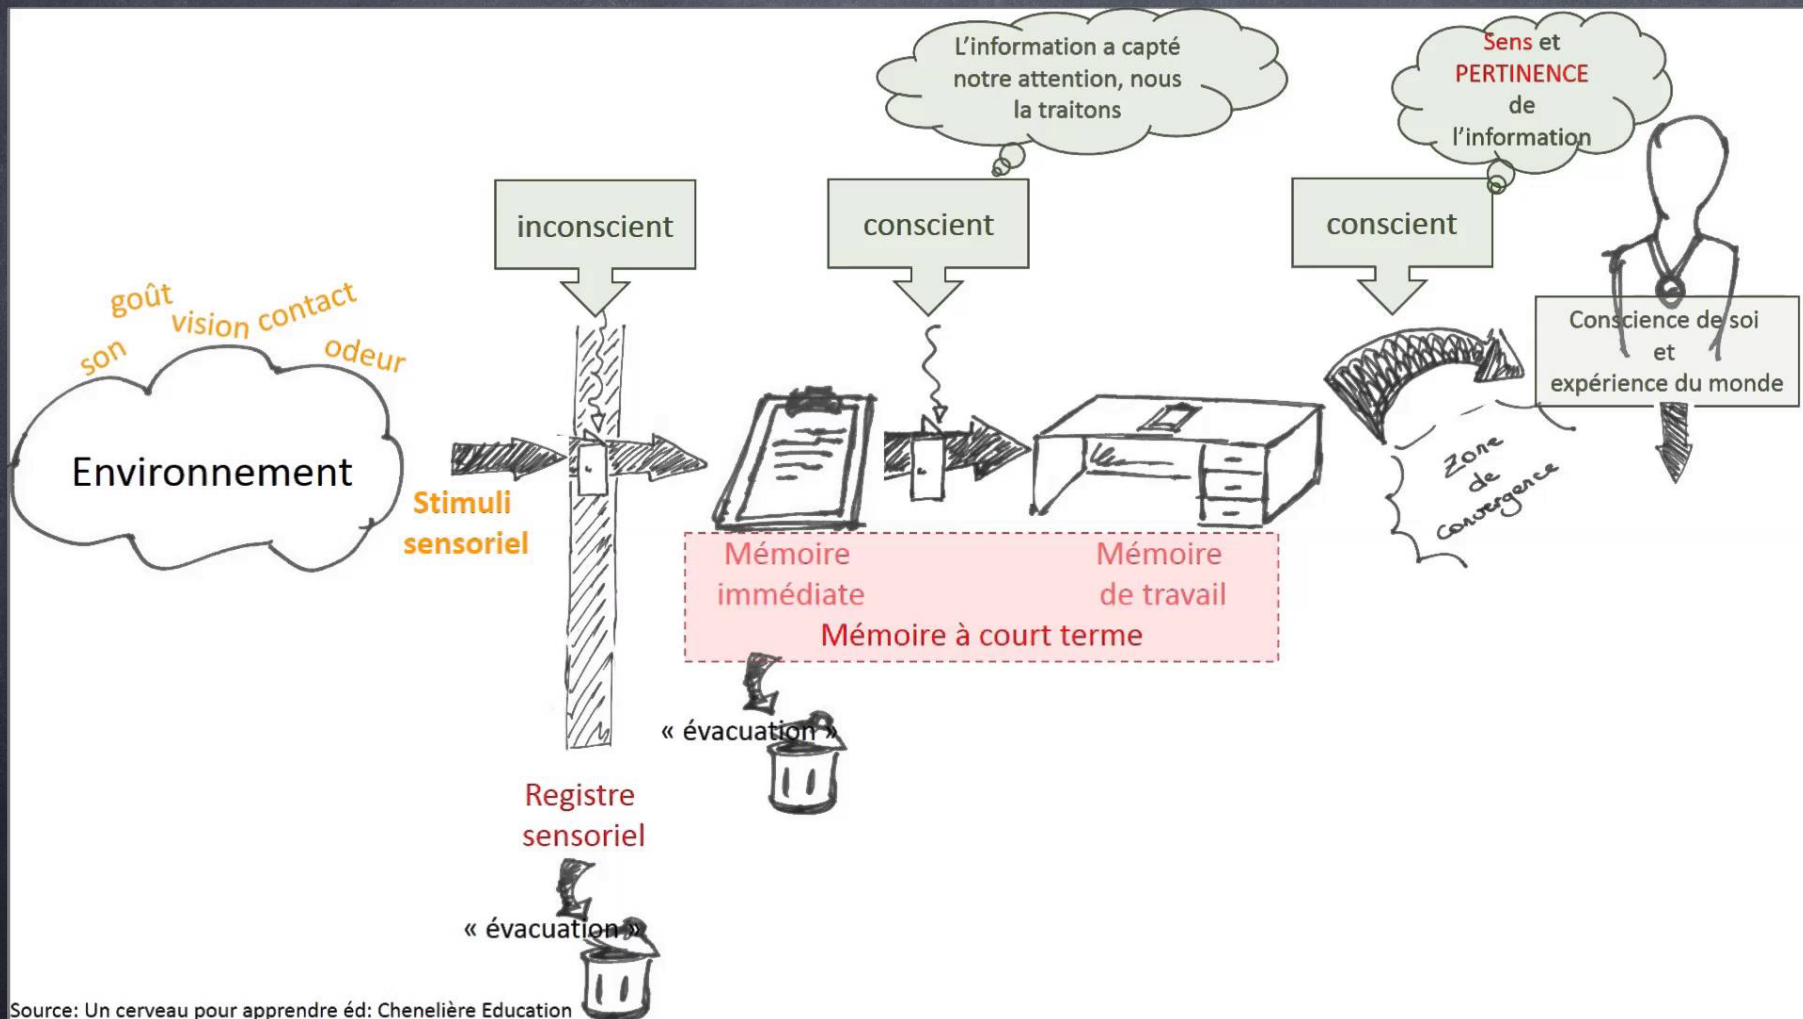 L'information a capté
notre attention, nous
la traitons
Sens et
PERTINENCE
de
l'information
inconscient
conscient
conscient
goût
vision
contact
son
odeur
Conscience de soi
et
expérience du monde
Environnement
Stimuli
sensoriel
Zone
de
convergence
Mémoire
immédiate
Mémoire
de travail
Mémoire à court terme
« évacuation »
Registre
sensoriel
« évacuation »
Source: Un cerveau pour apprendre éd: Chenelière Education